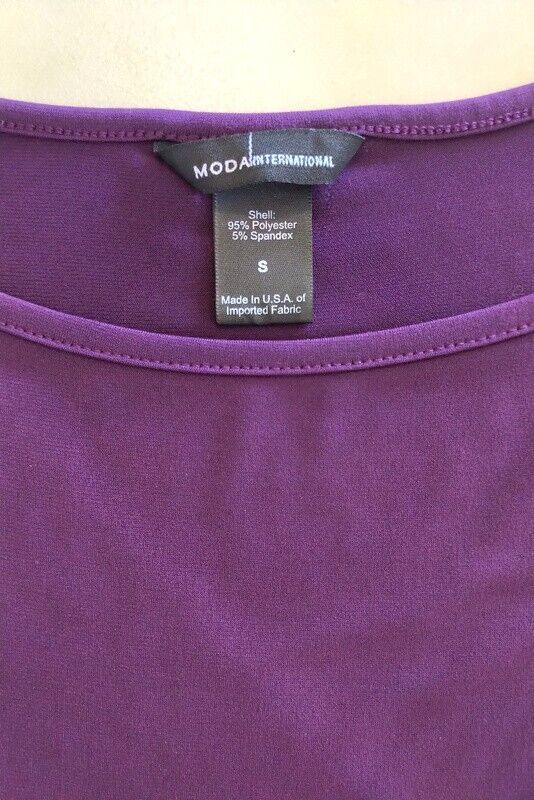 MODA INTERNATIONAL
Shell:
95% Polyester
5% Spandex
S
Made In U.S.A. of
Imported Fabric